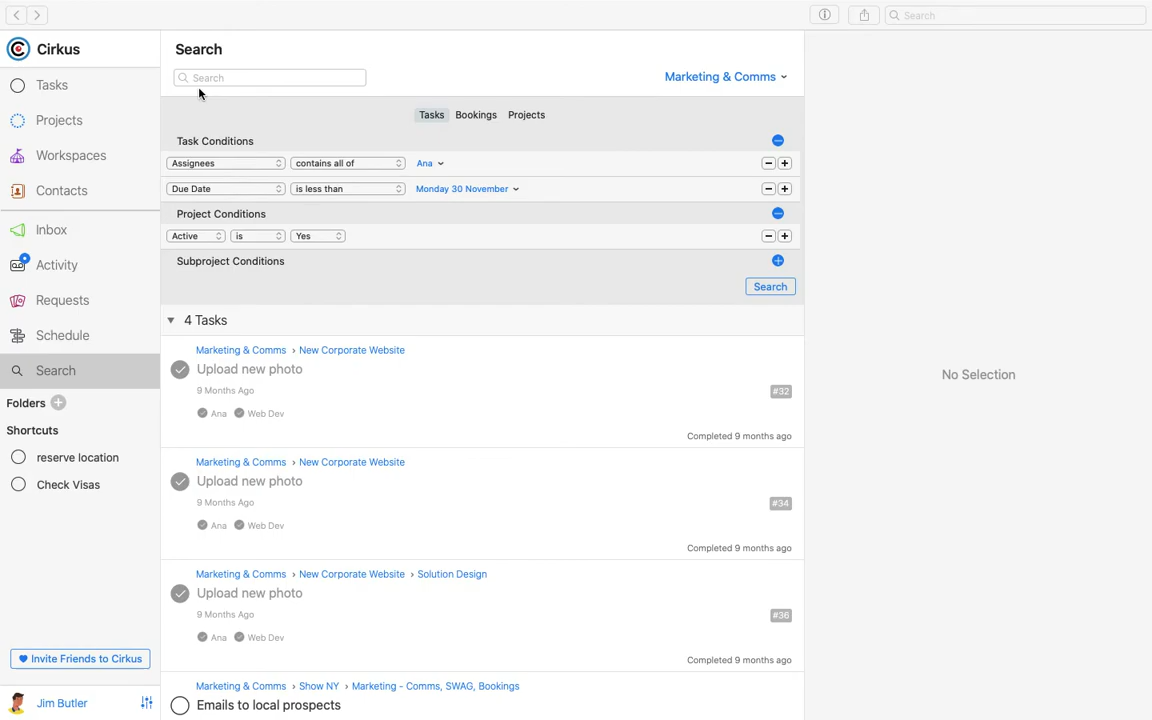 Search
Cirkus
Tasks
Projects
Workspaces
Contacts
Inbox
Activity
Requests
Schedule
Search
Folders
Shortcuts
reserve location
Check Visas
Invite Friends to Cirkus
Jim Butler
Search
Search
Marketing & Comms
Tasks Bookings Projects
Task Conditions
Assignees contains all of Ana
Due Date is less than Monday 30 November
Project Conditions
Active is Yes
Subproject Conditions
Search
4 Tasks
Marketing & Comms › New Corporate Website
Upload new photo
9 Months Ago #32
Ana Web Dev
Completed 9 months ago
Marketing & Comms › New Corporate Website
Upload new photo
9 Months Ago #34
Ana Web Dev
Completed 9 months ago
Marketing & Comms › New Corporate Website › Solution Design
Upload new photo
9 Months Ago #36
Ana Web Dev
Completed 9 months ago
Marketing & Comms › Show NY › Marketing - Comms, SWAG, Bookings
Emails to local prospects
No Selection